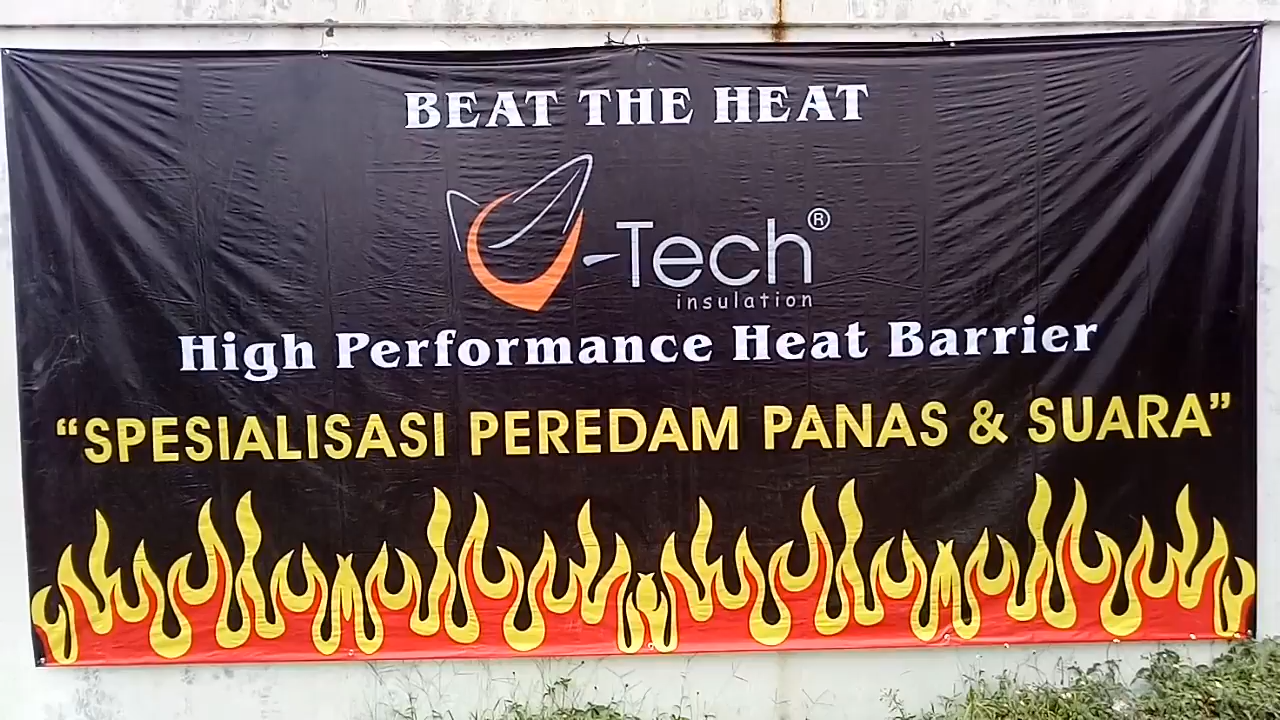 BEAT THE HEAT
-Tech®
insulation
High Performance Heat Barrier
“SPESIALISASI PEREDAM PANAS & SUARA”